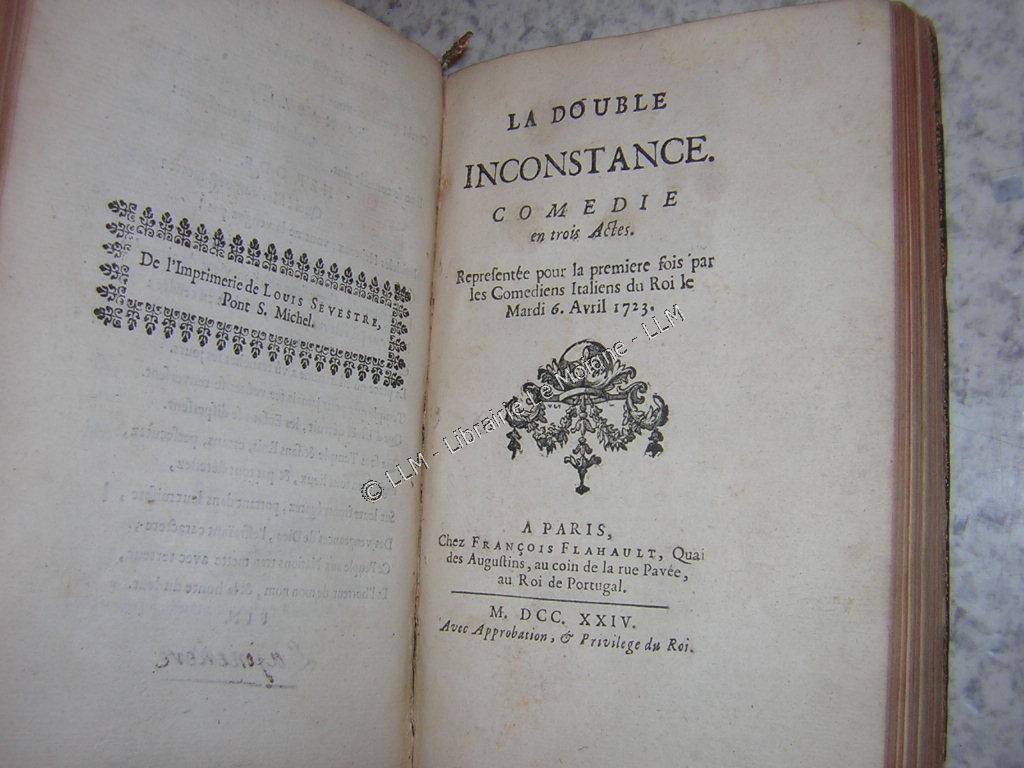 De l'Imprimerie de LOUIS SEVESTRE,
Pont S. Michel.
LA DOUBLE
INCONSTANCE.
COMEDIE
en trois Actes.
Representée pour la premiere fois par
les Comediens Italiens du Roi le
Mardi 6. Avril 1723.
A PARIS,
Chez FRANÇOIS FLAHAULT, Quai
des Augustins, au coin de la rue Pavée,
au Roi de Portugal.
M. DCC. XXIV.
Avec Approbation, & Privilege du Roi.
© LLM - Librairie Le Moigne - LLM